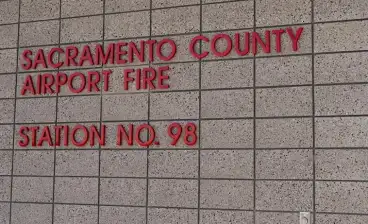 SACRAMENTO COUNTY
AIRPORT FIRE
STATION NO. 98